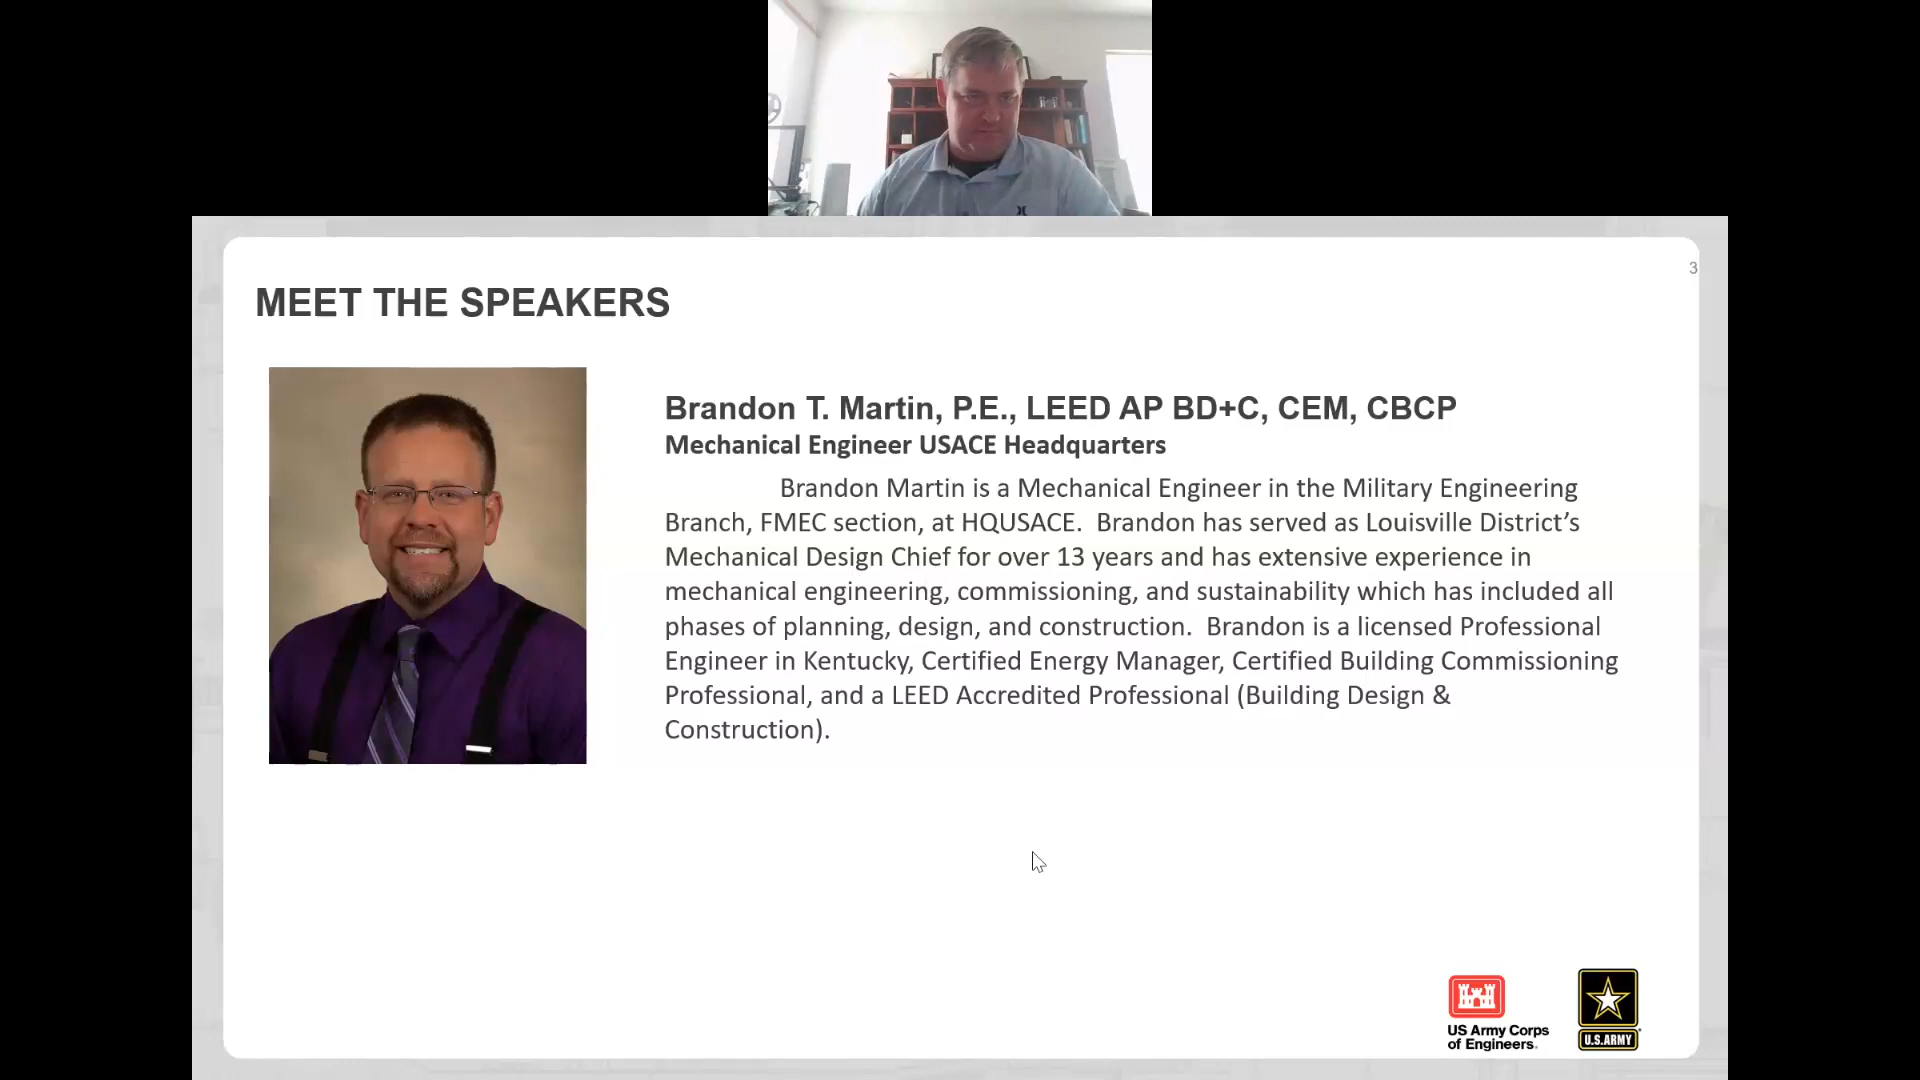 3
MEET THE SPEAKERS
Brandon T. Martin, P.E., LEED AP BD+C, CEM, CBCP
Mechanical Engineer USACE Headquarters
Brandon Martin is a Mechanical Engineer in the Military Engineering
Branch, FMEC section, at HQUSACE.  Brandon has served as Louisville District’s
Mechanical Design Chief for over 13 years and has extensive experience in
mechanical engineering, commissioning, and sustainability which has included all
phases of planning, design, and construction.  Brandon is a licensed Professional
Engineer in Kentucky, Certified Energy Manager, Certified Building Commissioning
Professional, and a LEED Accredited Professional (Building Design &
Construction).
US Army Corps
of Engineers.
U.S.ARMY